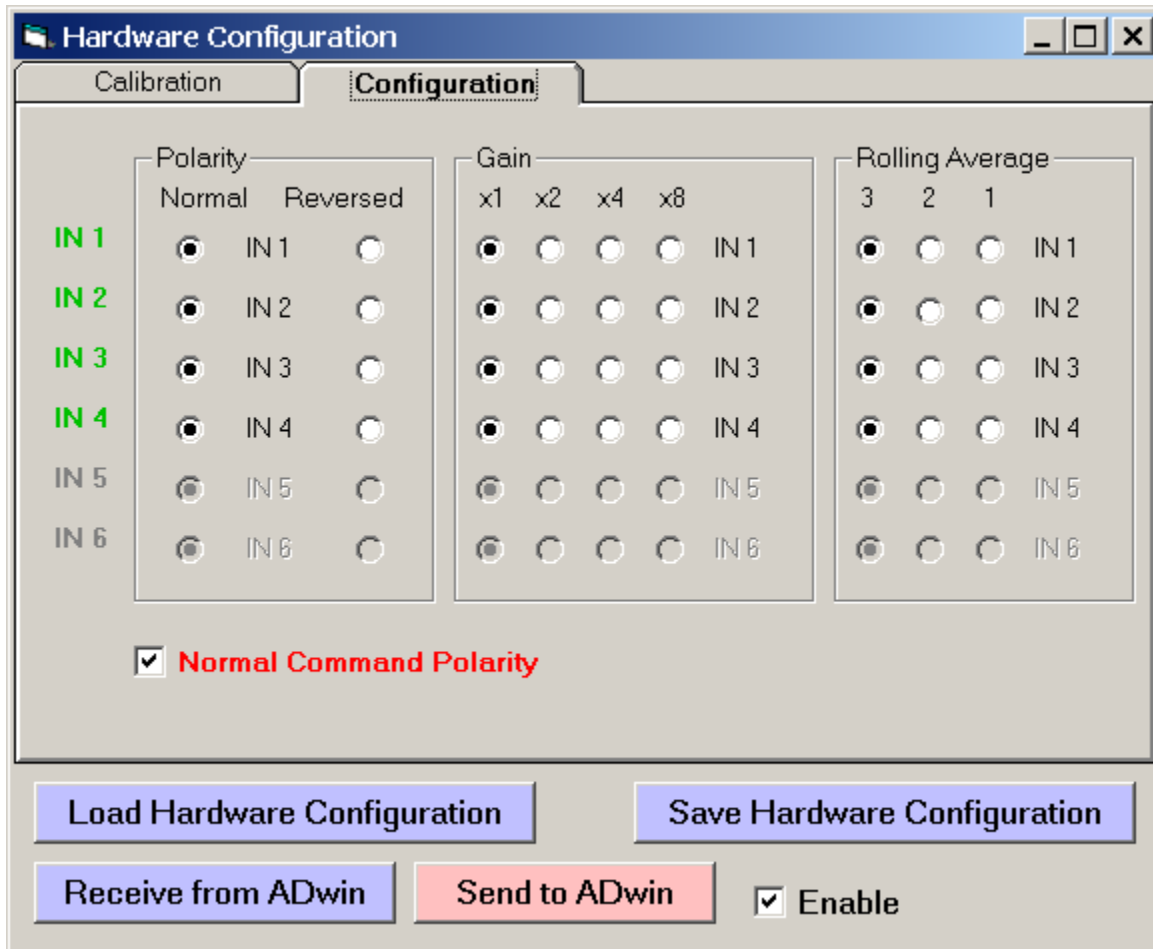 Hardware Configuration
Calibration Configuration
Polarity Gain Rolling Average
Normal Reversed x1 x2 x4 x8 3 2 1
IN 1 IN 1 IN 1 IN 1
IN 2 IN 2 IN 2 IN 2
IN 3 IN 3 IN 3 IN 3
IN 4 IN 4 IN 4 IN 4
IN 5 IN 5 IN 5 IN 5
IN 6 IN 6 IN 6 IN 6
Normal Command Polarity
Load Hardware Configuration Save Hardware Configuration
Receive from ADwin Send to ADwin Enable